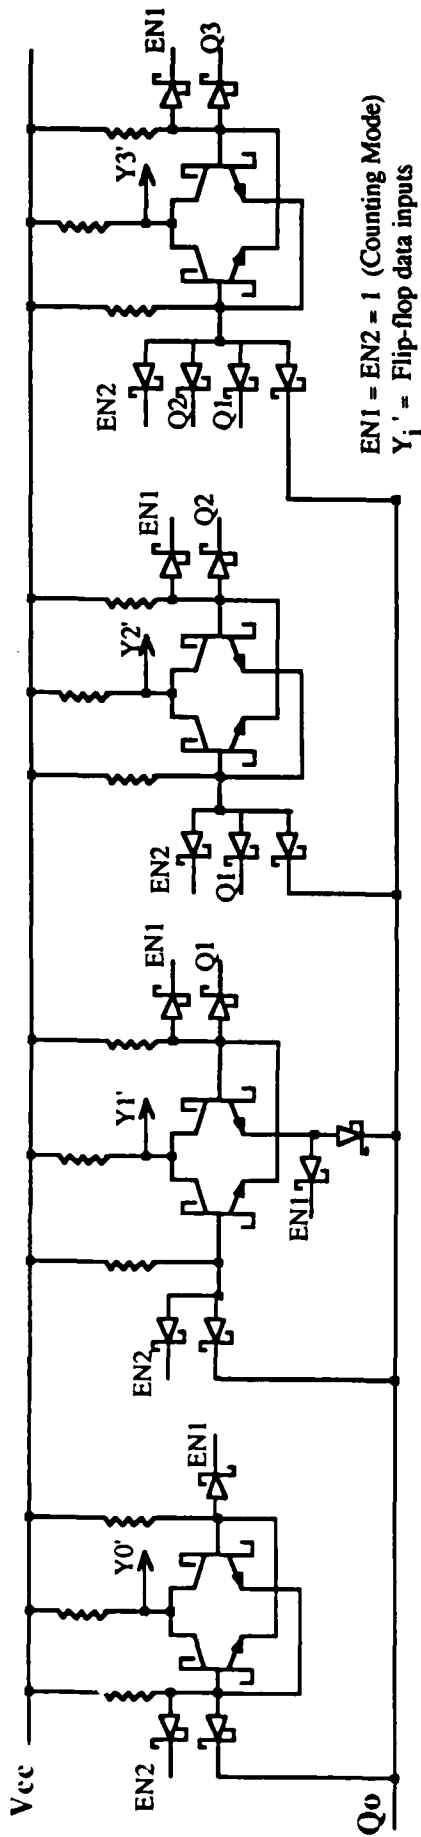 Vcc
EN2
Y0'
EN1
EN2
Y1'
EN1
Q1
EN1
EN2
Q1
Y2'
EN1
Q2
EN2
Q2
Q1
Y3'
EN1
Q3
Qo
EN1 = EN2 = 1 (Counting Mode)
Yi' = Flip-flop data inputs